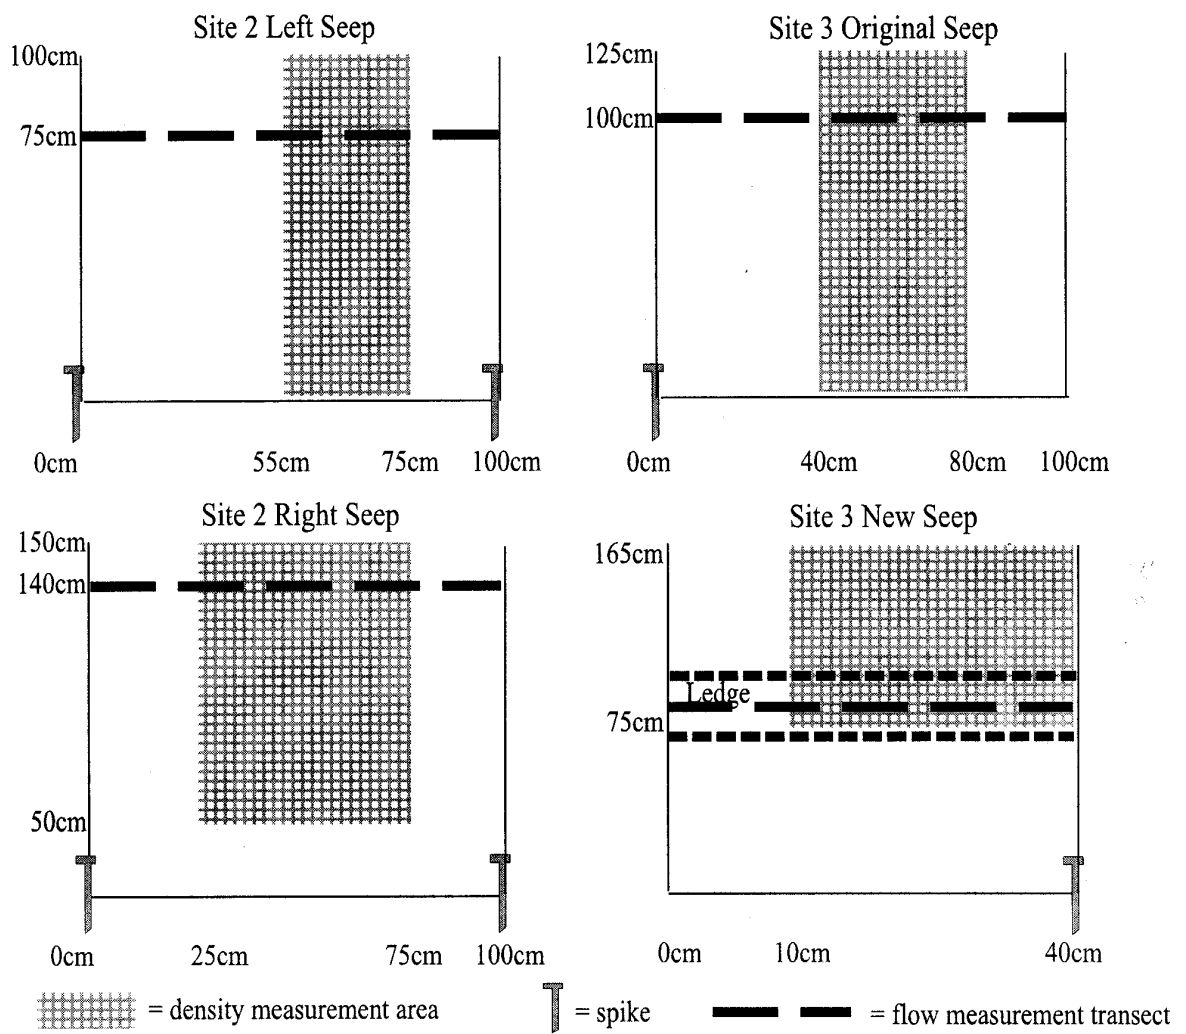 Site 2 Left Seep
100cm
75cm
0cm 55cm 75cm 100cm
Site 3 Original Seep
125cm
100cm
0cm 40cm 80cm 100cm
Site 2 Right Seep
150cm
140cm
50cm
0cm 25cm 75cm 100cm
Site 3 New Seep
165cm
Ledge
75cm
0cm 10cm 40cm
= density measurement area
= spike
= flow measurement transect